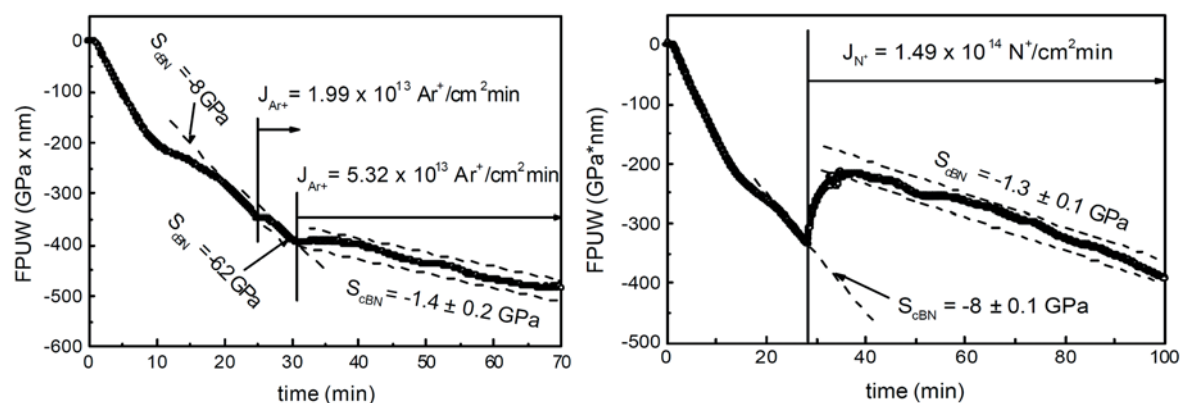 0
-100
-200
-300
-400
-500
-600
FPUW (GPa x nm)
S_cBN = -8 GPa
J_Ar+ = 1.99 x 10^13 Ar^+/cm^2min
J_Ar+ = 5.32 x 10^13 Ar^+/cm^2min
S_cBN = -6.2 GPa
S_cBN = -1.4 ± 0.2 GPa
0 10 20 30 40 50 60 70
time (min)
0
-100
-200
-300
-400
-500
FPUW (GPa*nm)
J_N+ = 1.49 x 10^14 N^+/cm^2min
S_cBN = -1.3 ± 0.1 GPa
S_cBN = -8 ± 0.1 GPa
0 20 40 60 80 100
time (min)